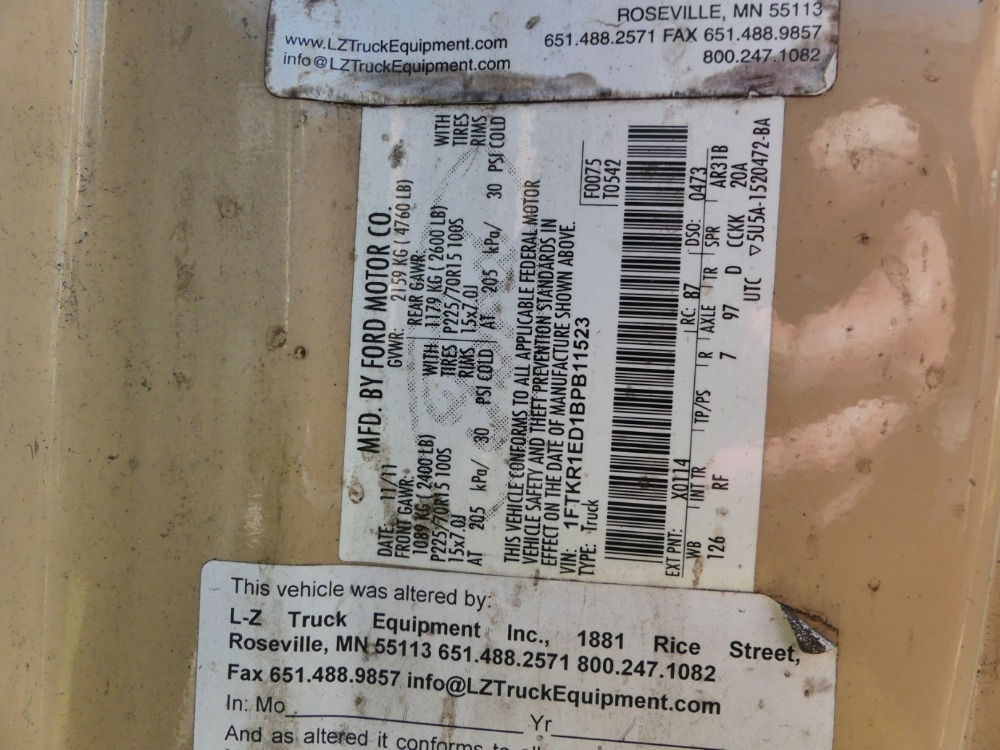 ROSEVILLE, MN 55113
www.LZTruckEquipment.com 651.488.2571 FAX 651.488.9857
info@LZTruckEquipment.com 800.247.1082
MFD. BY FORD MOTOR CO.
DATE: 11/11 GVWR: 2159 KG ( 4760 LB)
FRONT GAWR: REAR GAWR:
1089 KG ( 2400 LB) WITH 1179 KG ( 2600 LB) WITH
P225/70R15 100S TIRES P225/70R15 100S TIRES
15x7.0J RIMS 15x7.0J RIMS
AT 205 kPa/ 30 PSI COLD AT 205 kPa/ 30 PSI COLD
THIS VEHICLE CONFORMS TO ALL APPLICABLE FEDERAL MOTOR
VEHICLE SAFETY AND THEFT PREVENTION STANDARDS IN
EFFECT ON THE DATE OF MANUFACTURE SHOWN ABOVE.
VIN: 1FTKR1ED1BPB11523 F0075
TYPE: Truck T0542
EXT PNT: X0114 RC: 87 DSO: 0473
WB INT TR TP/PS R AXLE TR SPR AR31B
126 RF 7 97 D CCKK 20A
UTC ▽5U5A-1520472-BA
This vehicle was altered by:
L-Z Truck Equipment Inc., 1881 Rice Street,
Roseville, MN 55113 651.488.2571 800.247.1082
Fax 651.488.9857 info@LZTruckEquipment.com
In: Mo Yr
And as altered it conforms to all